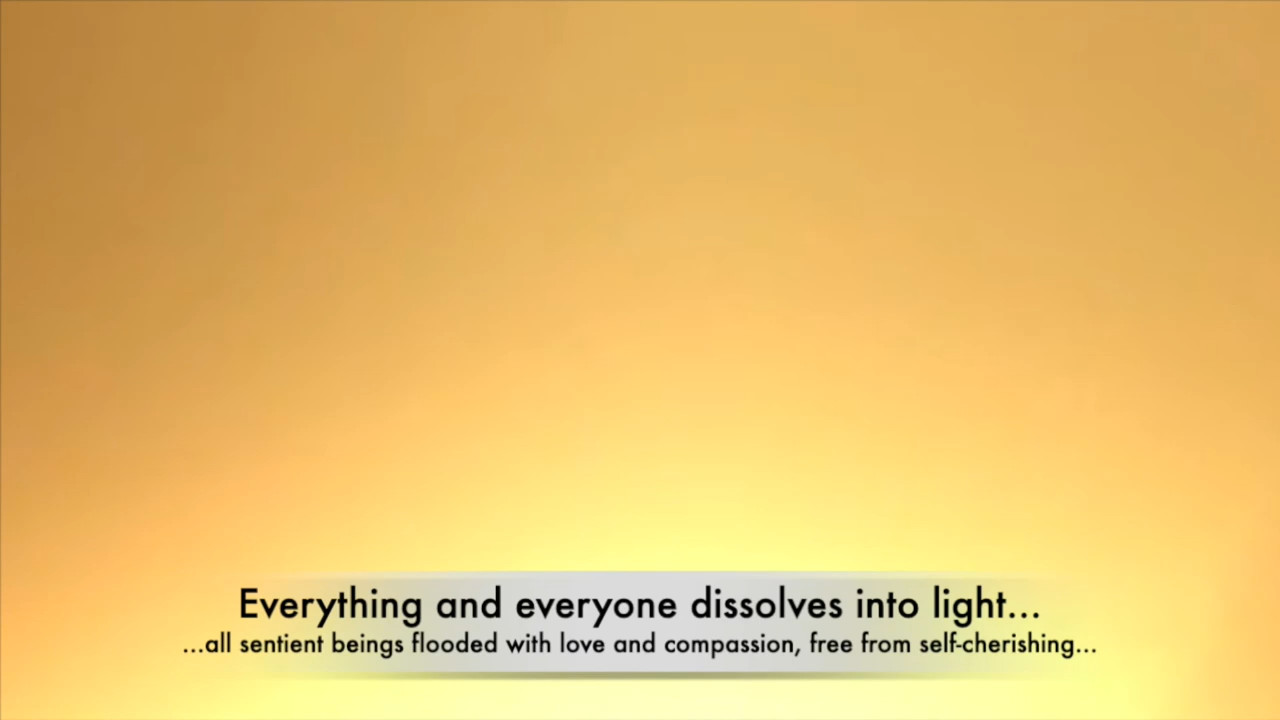 Everything and everyone dissolves into light...
...all sentient beings flooded with love and compassion, free from self-cherishing...